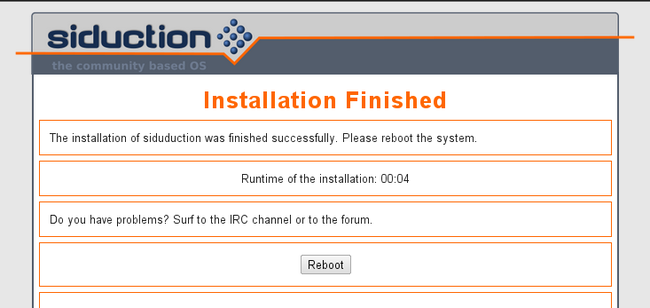 siduction
the community based OS
Installation Finished
The installation of siduduction was finished successfully. Please reboot the system.
Runtime of the installation: 00:04
Do you have problems? Surf to the IRC channel or to the forum.
Reboot